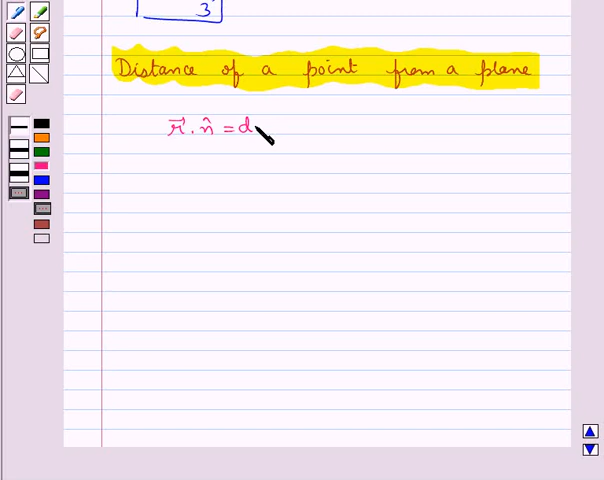 3
Distance of a point from a plane
r⃗ . n̂ = d